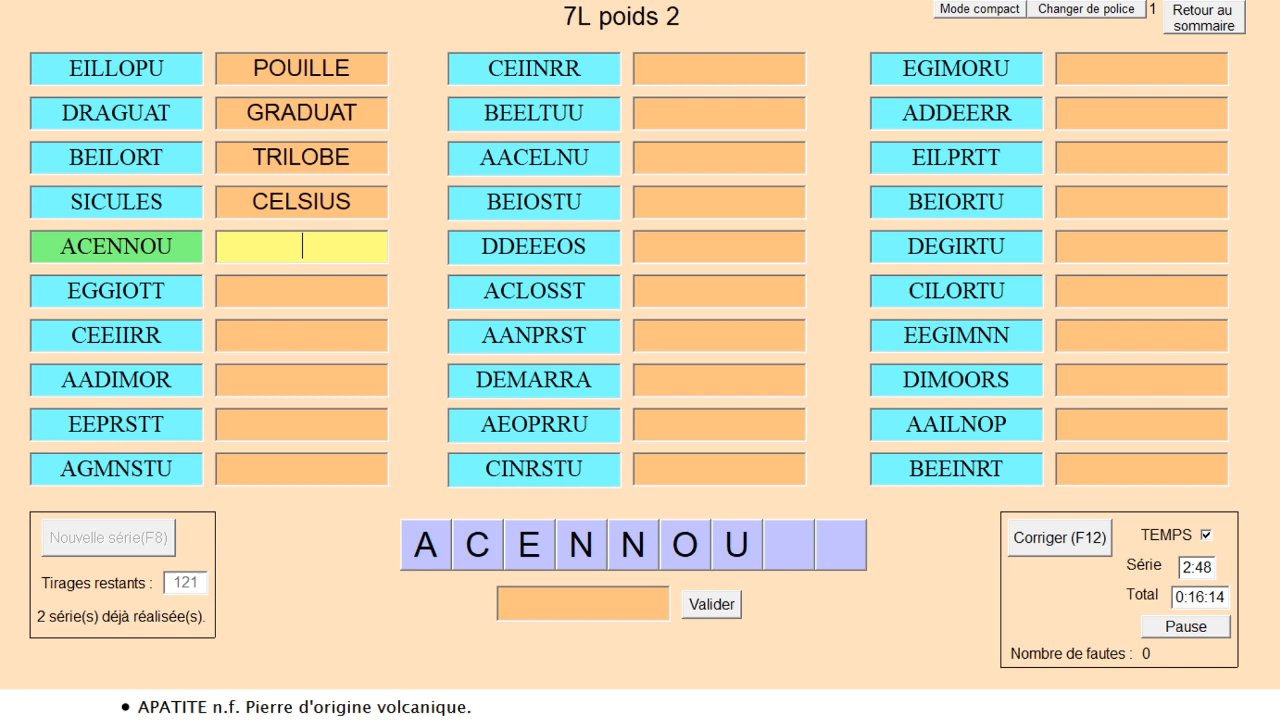 7L poids 2
Mode compact Changer de police 1 Retour au sommaire
EILLOPU POUILLE CEIINRR EGIMORU
DRAGUAT GRADUAT BEELTUU ADDEERR
BEILORT TRILOBE AACELNU EILPRTT
SICULES CELSIUS BEIOSTU BEIORTU
ACENNOU DDEEEOS DEGIRTU
EGGIOTT ACLOSST CILORTU
CEEIIRR AANPRST EEGIMNN
AADIMOR DEMARRA DIMOORS
EEPRSTT AEOPRRU AAILNOP
AGMNSTU CINRSTU BEEINRT
Nouvelle série(F8)
Tirages restants : 121
2 série(s) déjà réalisée(s).
A C E N N O U
Valider
Corriger (F12) TEMPS
Série 2:48
Total 0:16:14
Pause
Nombre de fautes : 0
• APATITE n.f. Pierre d'origine volcanique.